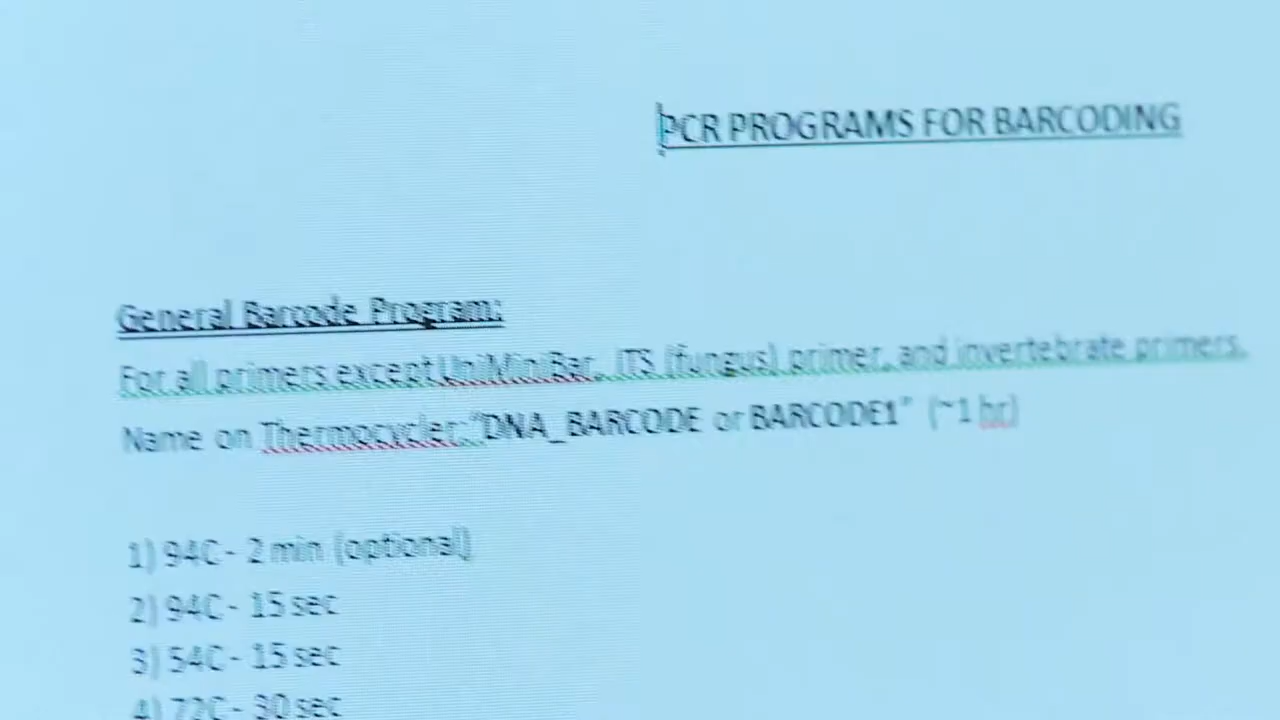 PCR PROGRAMS FOR BARCODING
General Barcode Program:
For all primers except UniMiniBar, ITS (fungus) primer, and invertebrate primers.
Name on Thermocycler: "DNA_BARCODE or BARCODE1" (~1 hr)
1) 94C- 2 min (optional)
2) 94C- 15 sec
3) 54C- 15 sec
4) 72C- 30 sec